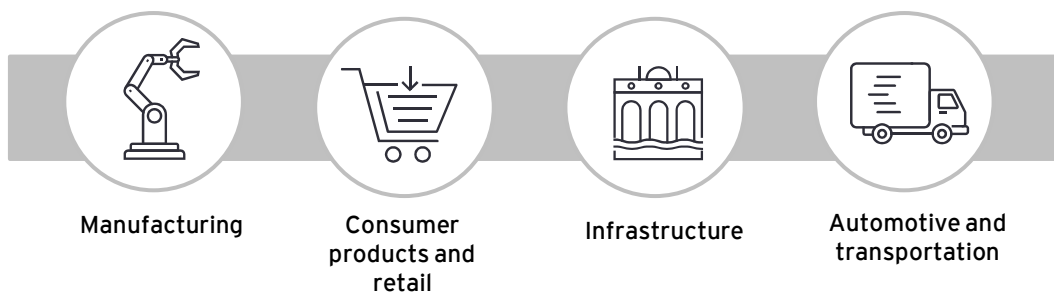 Manufacturing
Consumer
products and
retail
Infrastructure
Automotive and
transportation